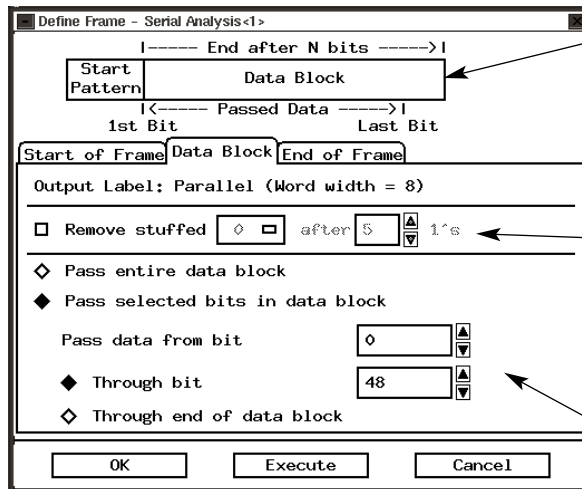 Define Frame - Serial Analysis<1>
|----- End after N bits ----->|
Start Pattern
Data Block
|<----- Passed Data ----->|
1st Bit Last Bit
Start of Frame Data Block End of Frame
Output Label: Parallel (Word width = 8)
Remove stuffed 0 after 5 1's
Pass entire data block
Pass selected bits in data block
Pass data from bit 0
Through bit 48
Through end of data block
OK Execute Cancel